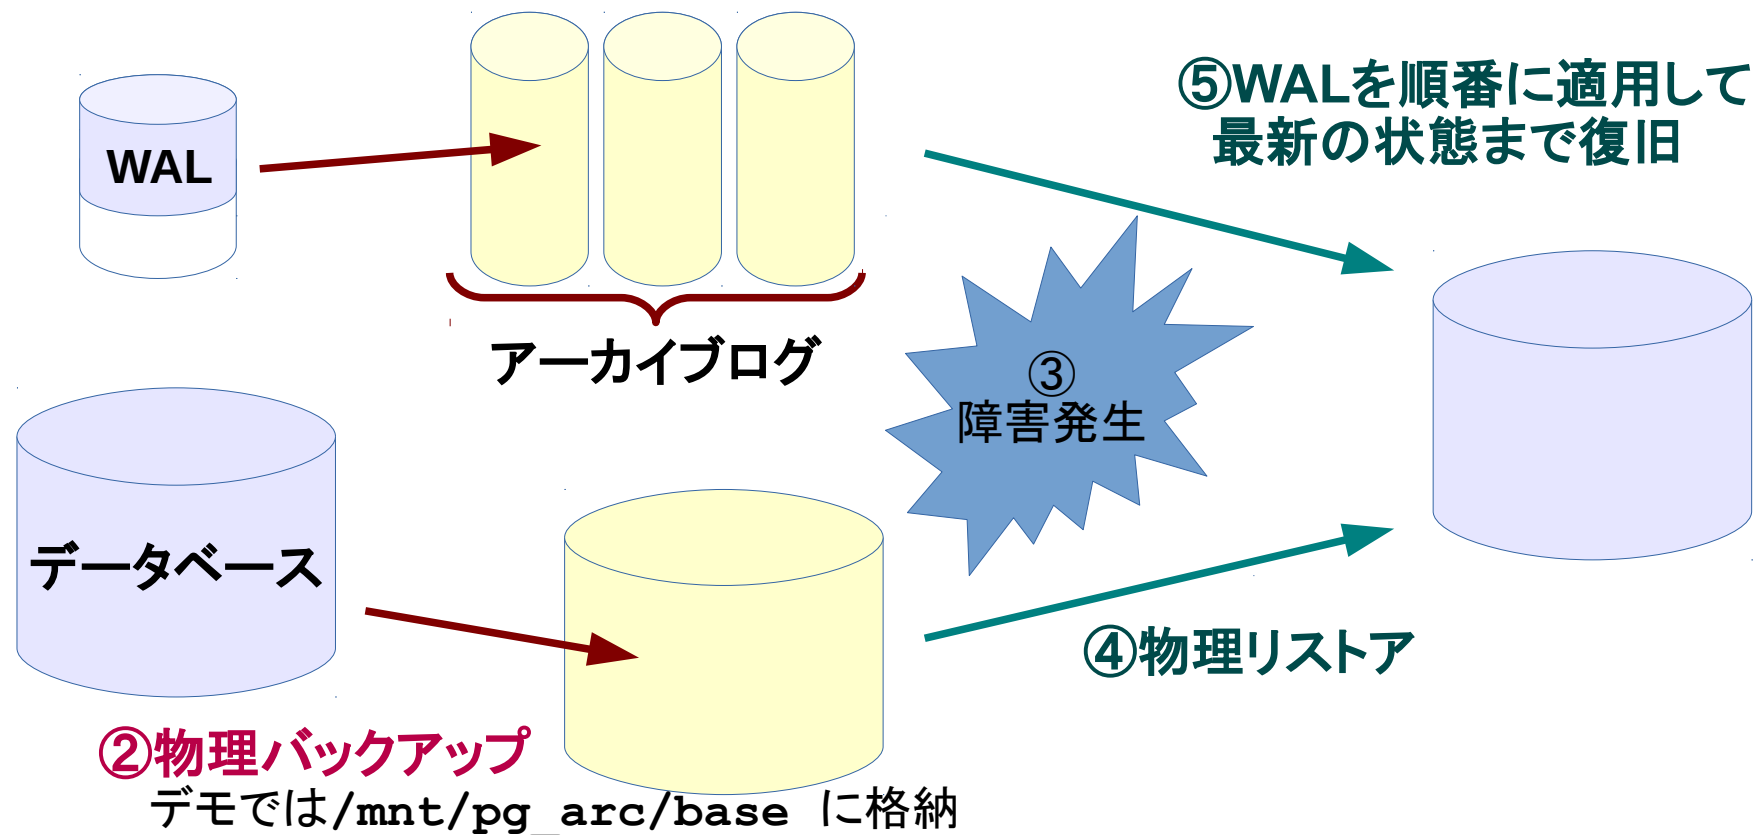 WAL
⑤WALを順番に適用して
最新の状態まで復旧
アーカイブログ
③
障害発生
データベース
④物理リストア
②物理バックアップ
デモでは/mnt/pg_arc/base に格納